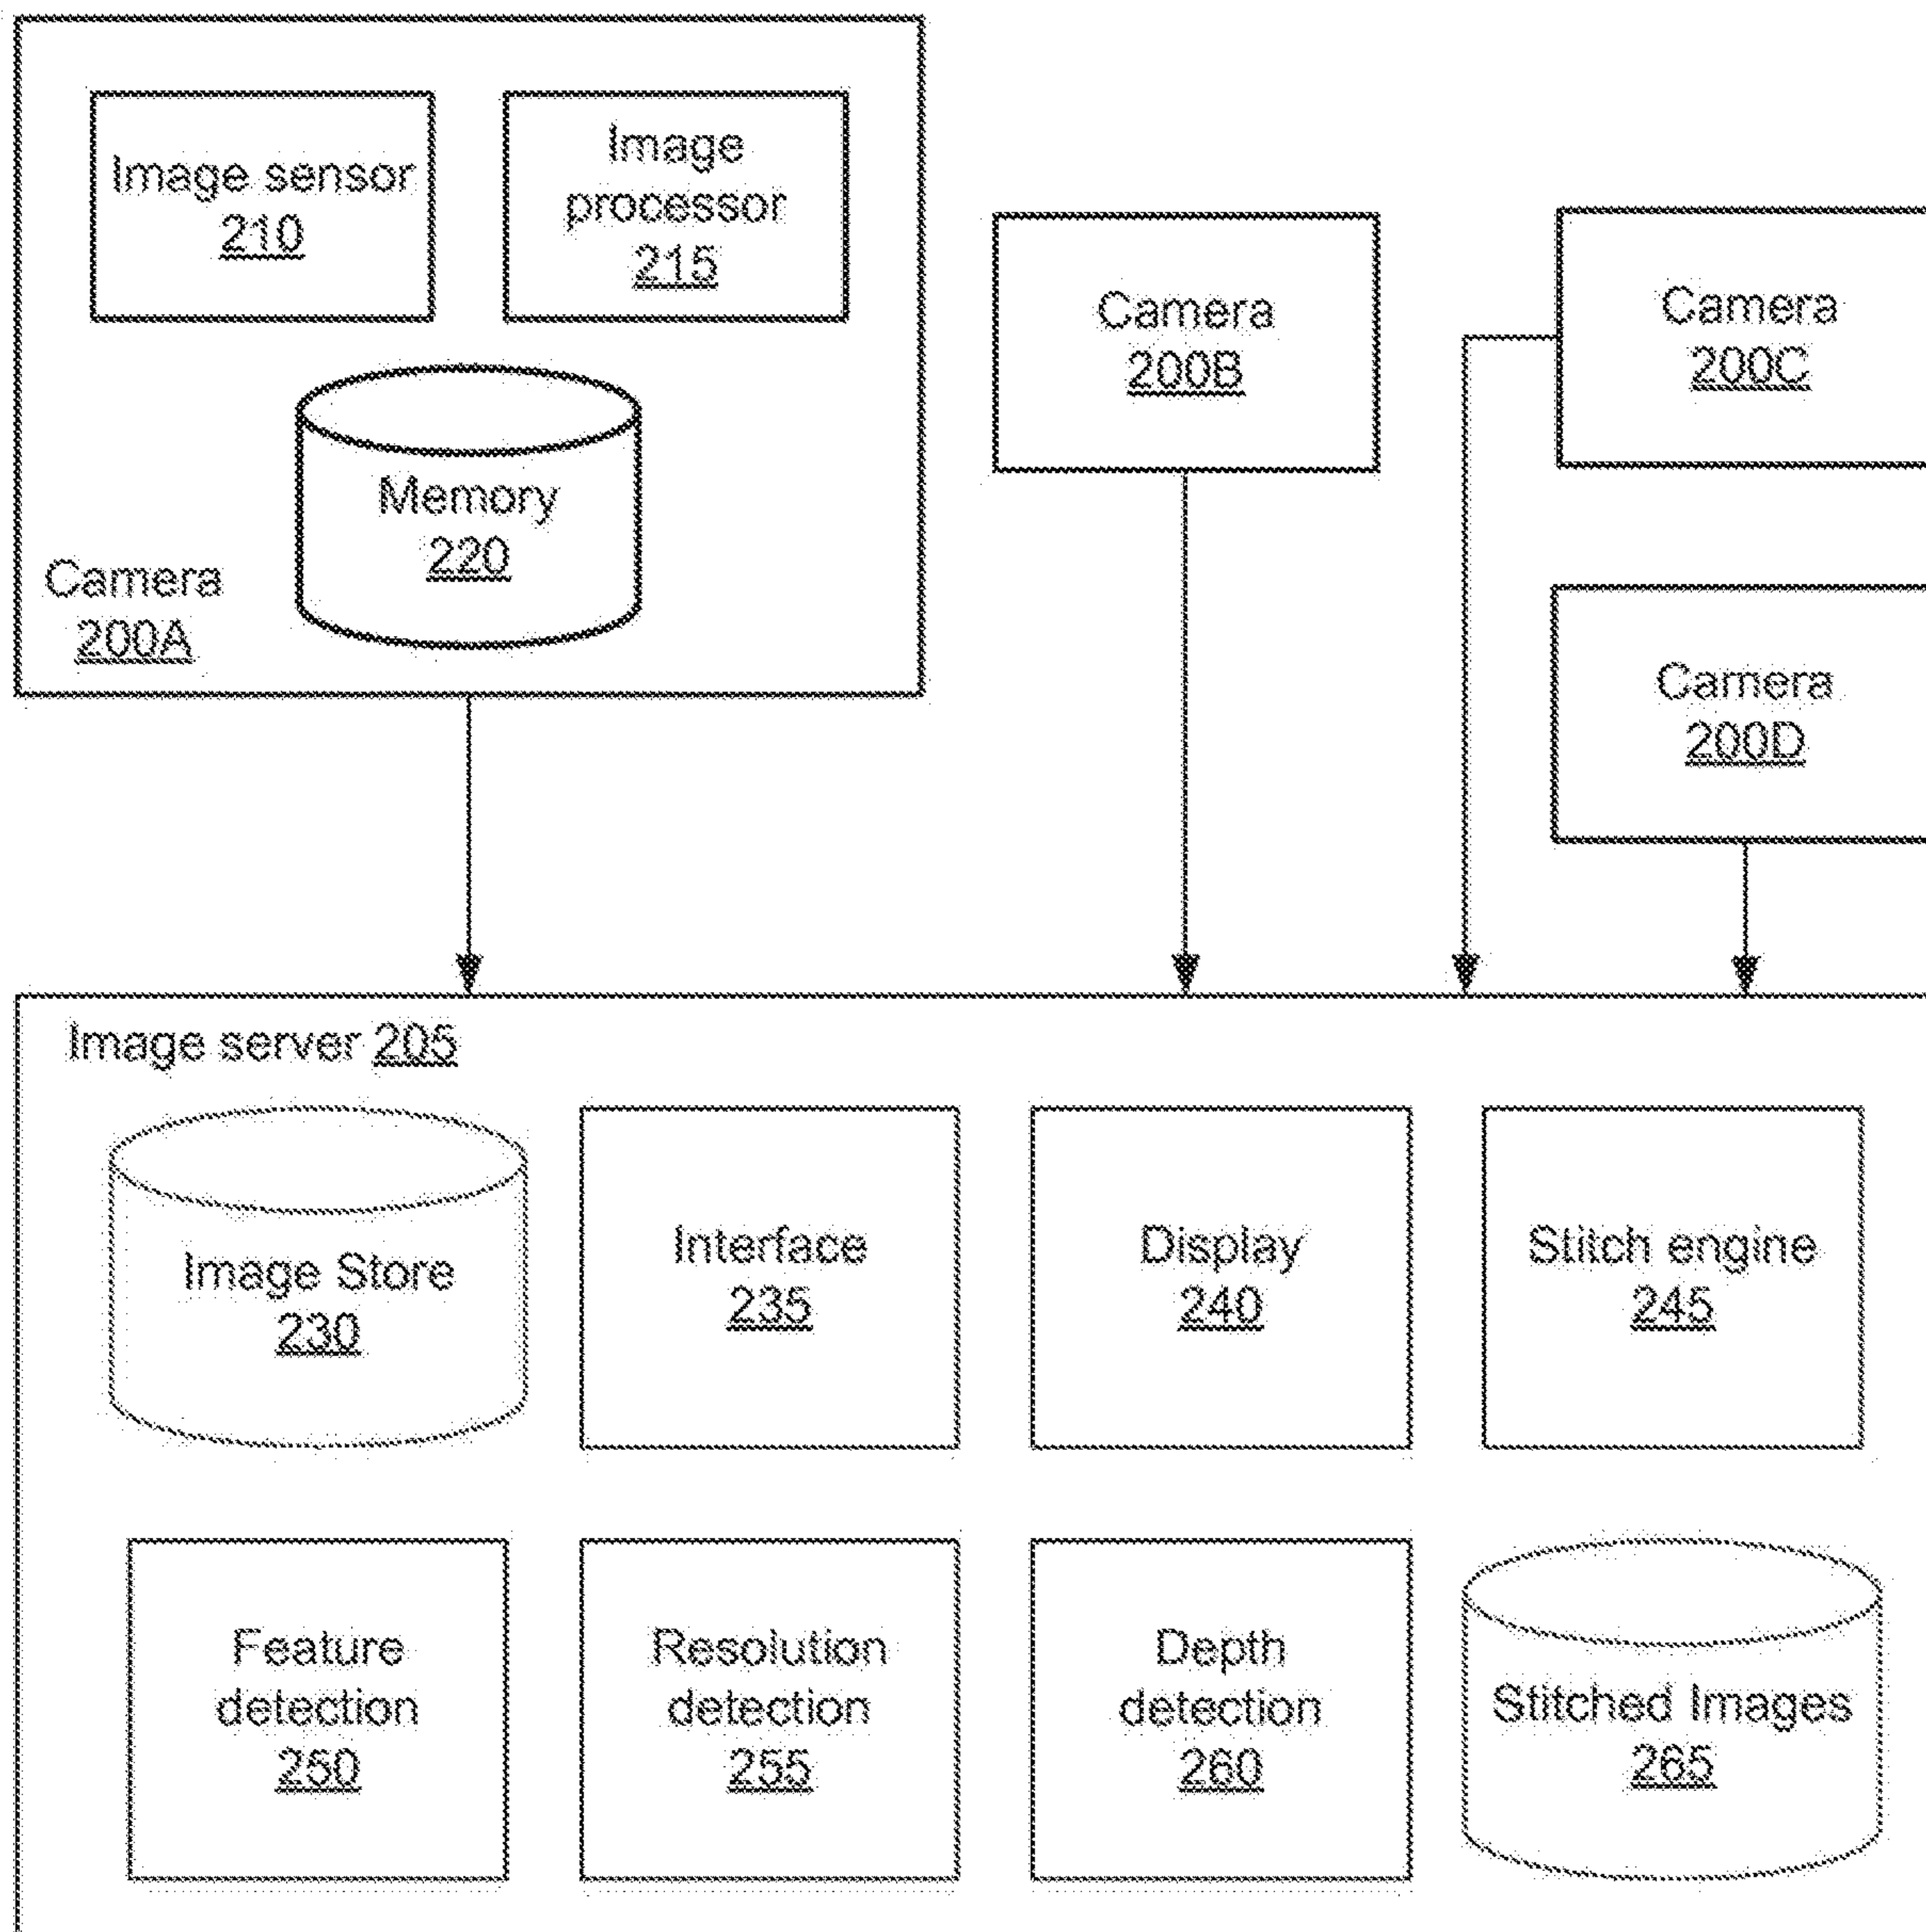 Image sensor
210
Image
processor
215
Memory
220
Camera
200A
Camera
200B
Camera
200C
Camera
200D
Image server 205
Image Store
230
Interface
235
Display
240
Stitch engine
245
Feature
detection
250
Resolution
detection
255
Depth
detection
260
Stitched Images
265